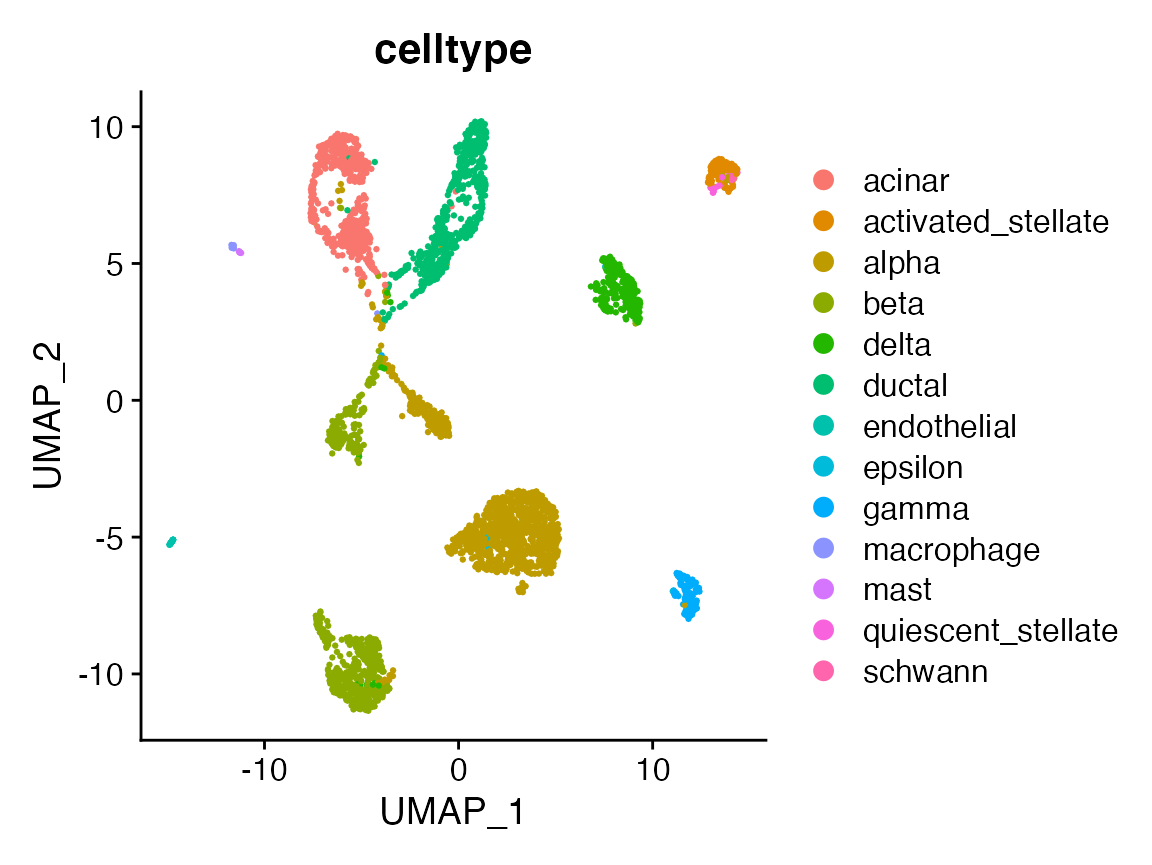 celltype
UMAP_2
10
5
0
-5
-10
-10
0
10
UMAP_1
acinar
activated_stellate
alpha
beta
delta
ductal
endothelial
epsilon
gamma
macrophage
mast
quiescent_stellate
schwann